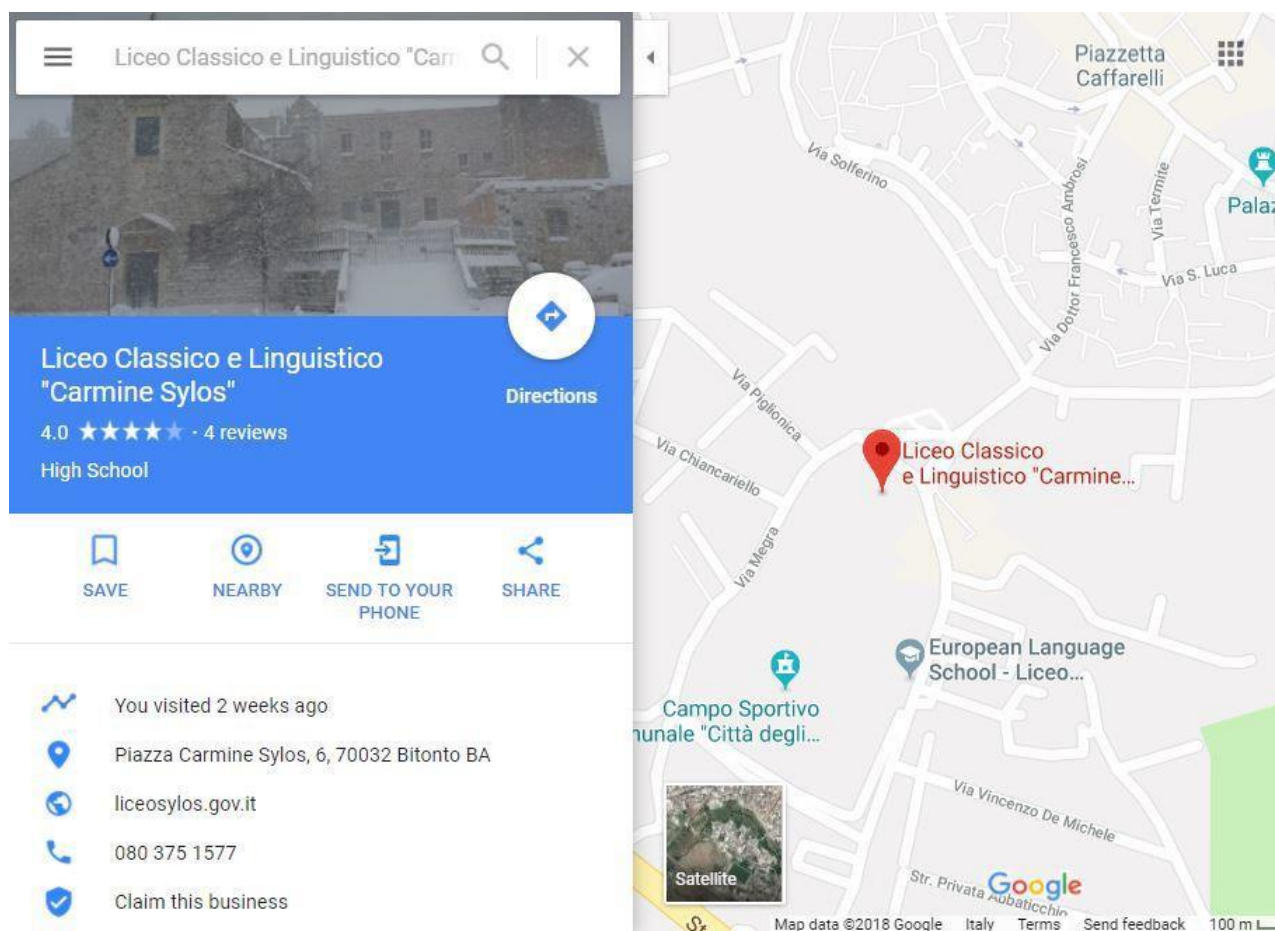 Liceo Classico e Linguistico "Carm
Liceo Classico e Linguistico
"Carmine Sylos"
4.0
· 4 reviews
High School
Directions
SAVE
NEARBY
SEND TO YOUR
PHONE
SHARE
You visited 2 weeks ago
Piazza Carmine Sylos, 6, 70032 Bitonto BA
liceosylos.gov.it
080 375 1577
Claim this business
Piazzetta
Caffarelli
Via Solferino
Via Dottor Francesco Ambrosi
Via Termite
Palaz
Via S. Luca
Via Piglionica
Via Chiancariello
Liceo Classico
e Linguistico "Carmine...
Via Megra
European Language
School - Liceo...
Campo Sportivo
nunale "Città degli...
Via Vincenzo De Michele
Satellite
Str. Privata Abbaticchio
Google
St
Map data ©2018 Google Italy Terms Send feedback 100 m